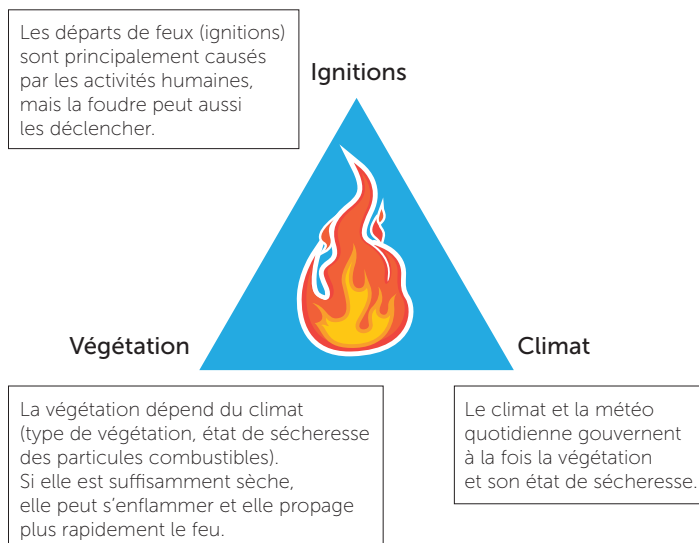 Les départs de feux (ignitions)
sont principalement causés
par les activités humaines,
mais la foudre peut aussi
les déclencher.
Ignitions
Végétation
Climat
La végétation dépend du climat
(type de végétation, état de sécheresse
des particules combustibles).
Si elle est suffisamment sèche,
elle peut s’enflammer et elle propage
plus rapidement le feu.
Le climat et la météo
quotidienne gouvernent
à la fois la végétation
et son état de sécheresse.